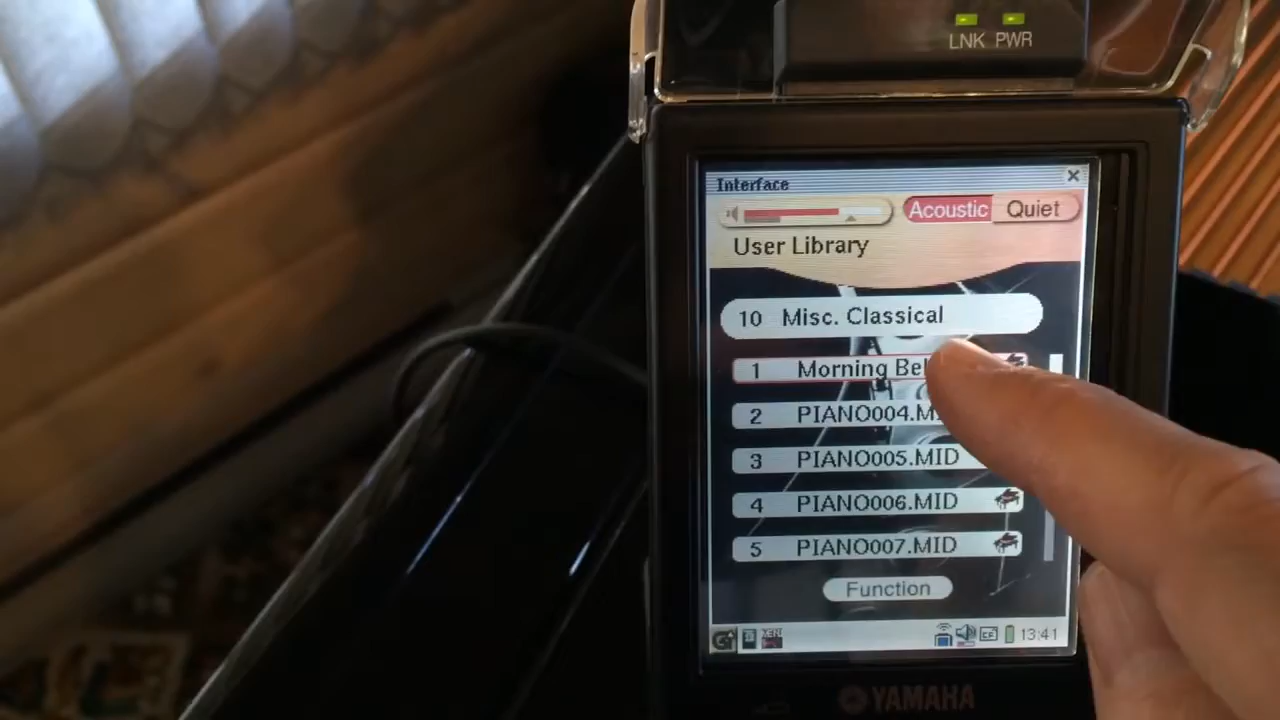 LNK PWR
Interface
Acoustic Quiet
User Library
10 Misc. Classical
1 Morning
2 PIANO004.M
3 PIANO005.MID
4 PIANO006.MID
5 PIANO007.MID
Function
13:41
YAMAHA